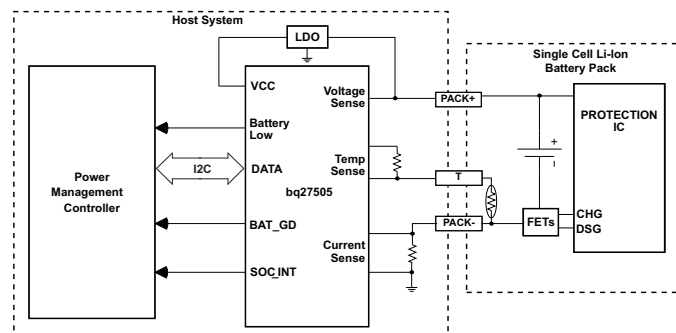 Host System
LDO
Single Cell Li-Ion
Battery Pack
VCC
Voltage
Sense
PACK+
PROTECTION
IC
Battery
Low
I2C
DATA
Temp
Sense
T
Power
Management
Controller
bq27505
BAT_GD
PACK-
FETs
CHG
DSG
Current
Sense
SOC_INT
+